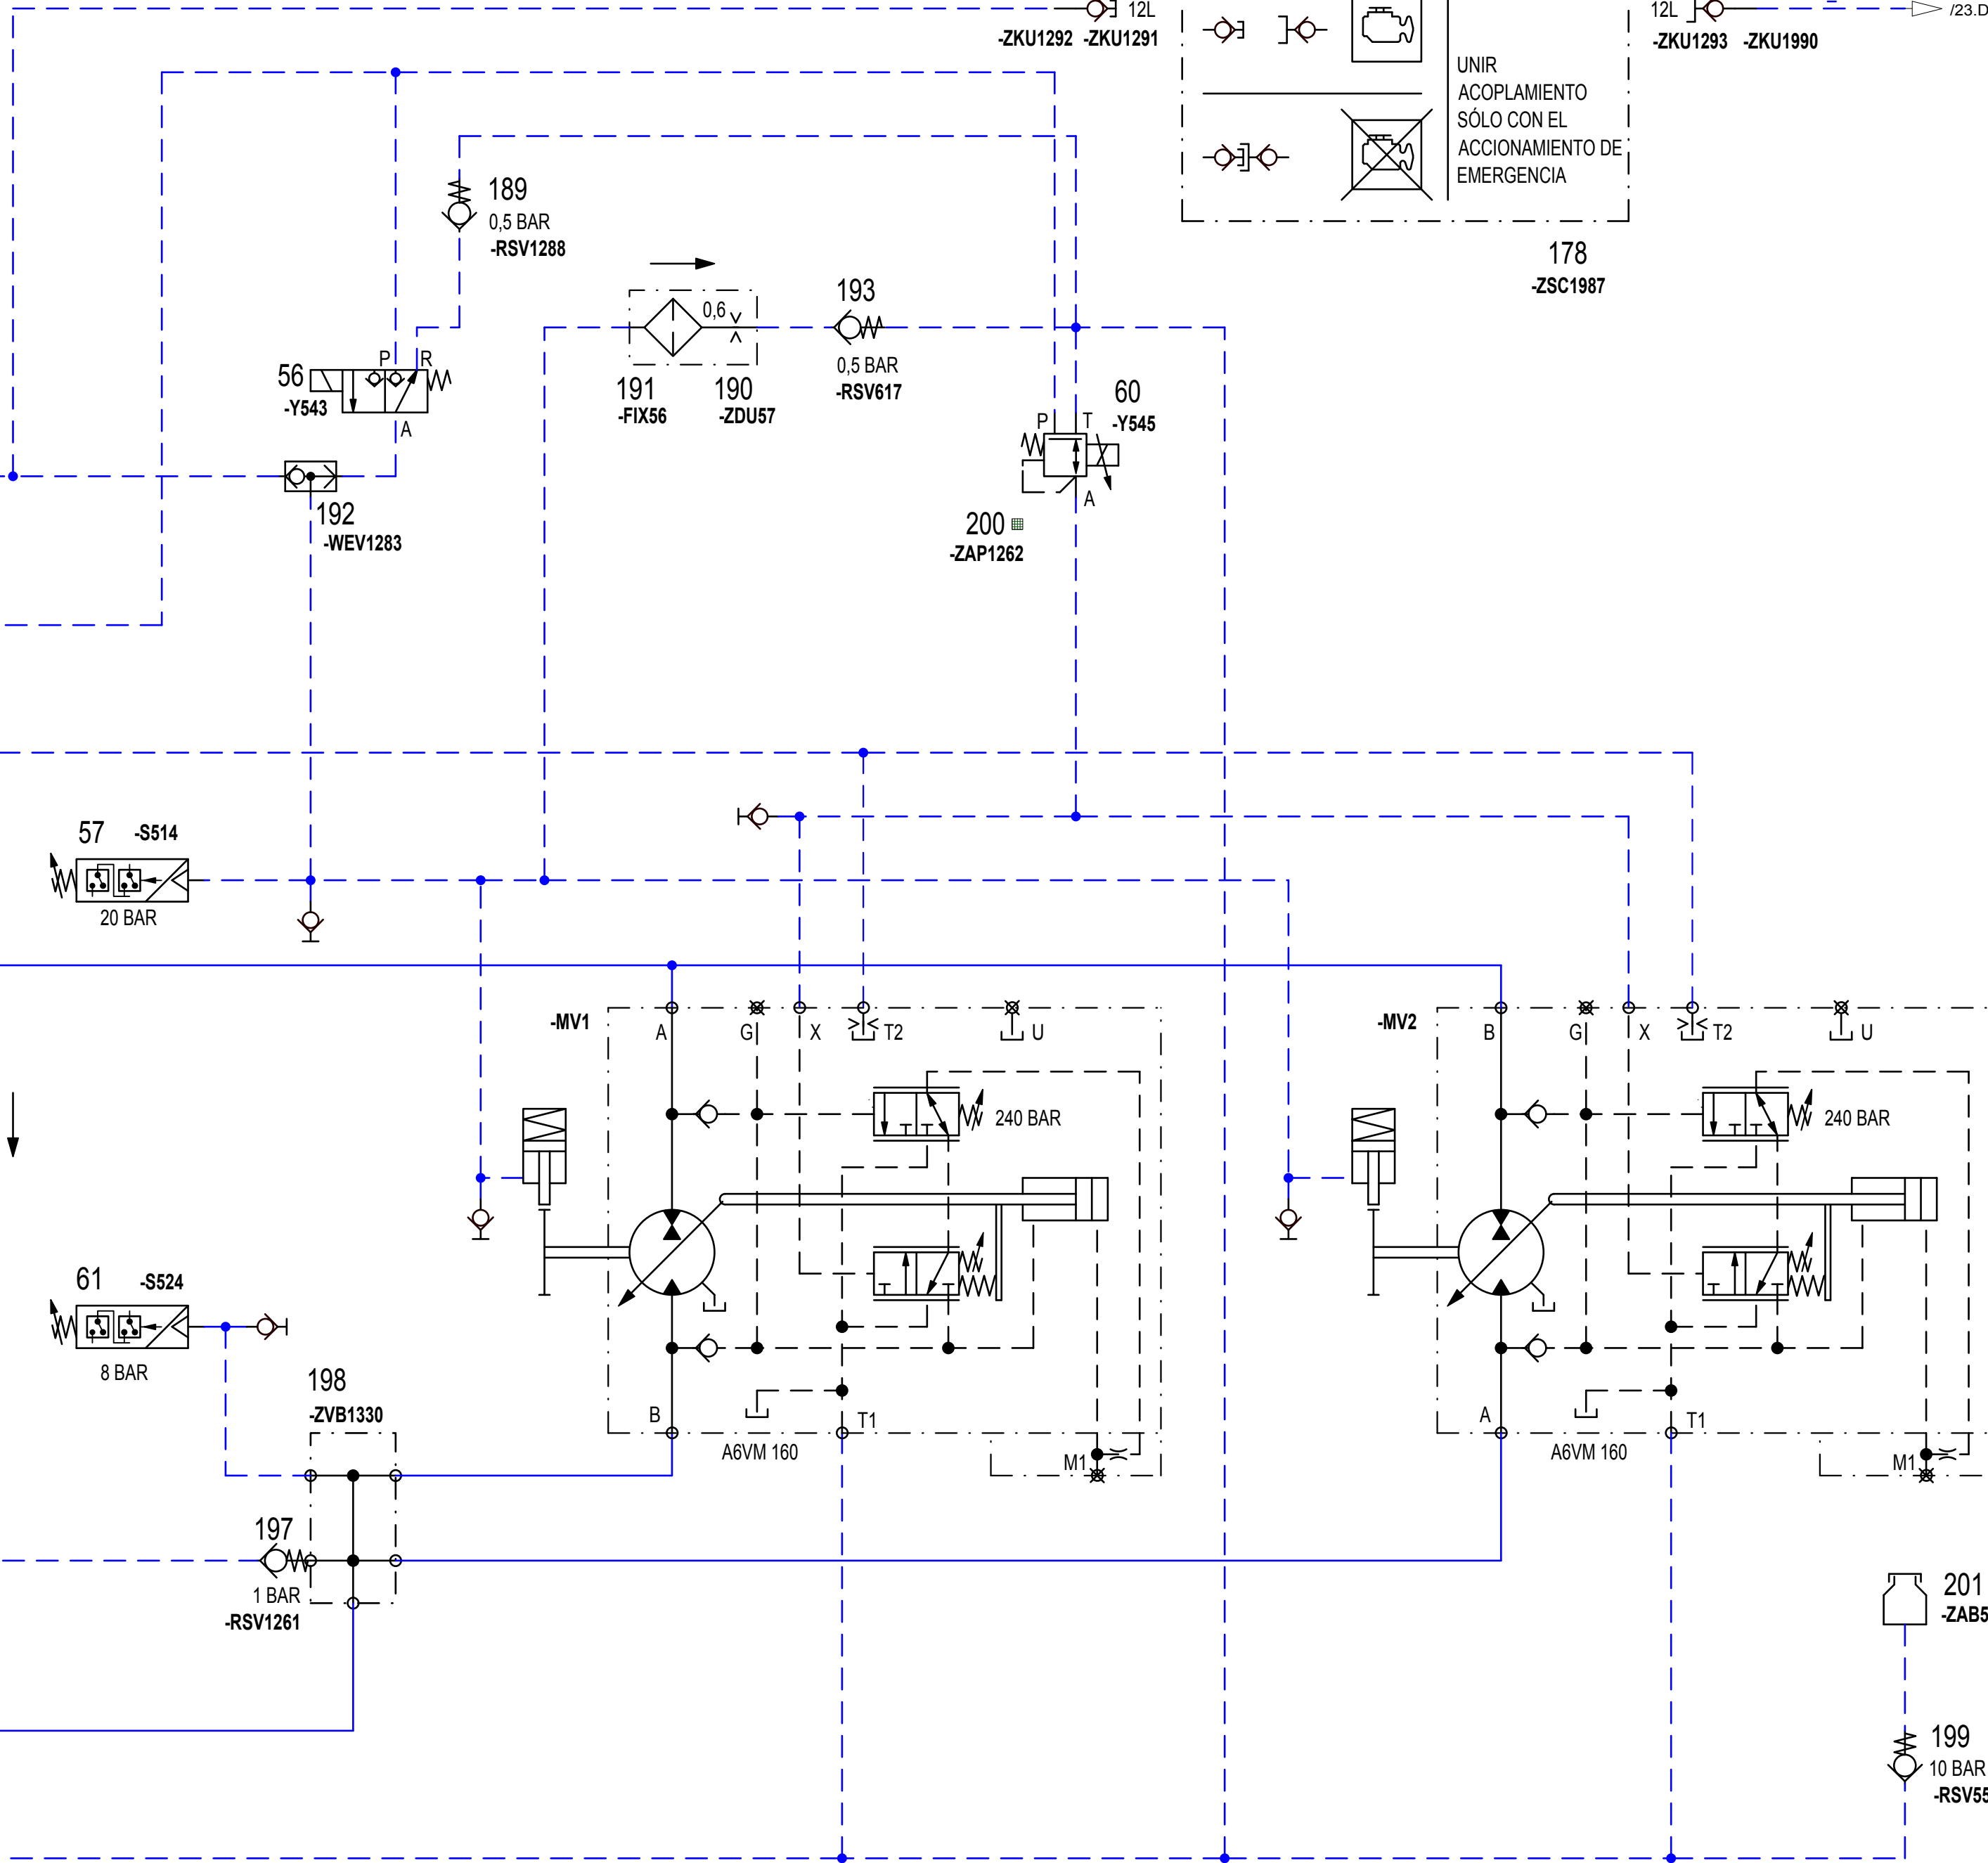 12L
-ZKU1292 -ZKU1291
12L
-ZKU1293 -ZKU1990
/23.D
UNIR
ACOPLAMIENTO
SÓLO CON EL
ACCIONAMIENTO DE
EMERGENCIA
178
-ZSC1987
189
0,5 BAR
-RSV1288
0,6
191
-FIX56
190
-ZDU57
193
0,5 BAR
-RSV617
56
-Y543
P
R
A
60
-Y545
P
T
A
192
-WEV1283
200
-ZAP1262
57 -S514
20 BAR
-MV1
A
G
X
T2
U
240 BAR
B
T1
A6VM 160
M1
-MV2
B
G
X
T2
U
240 BAR
A
T1
A6VM 160
M1
61 -S524
8 BAR
198
-ZVB1330
197
1 BAR
-RSV1261
201
-ZAB5
199
10 BAR
-RSV55